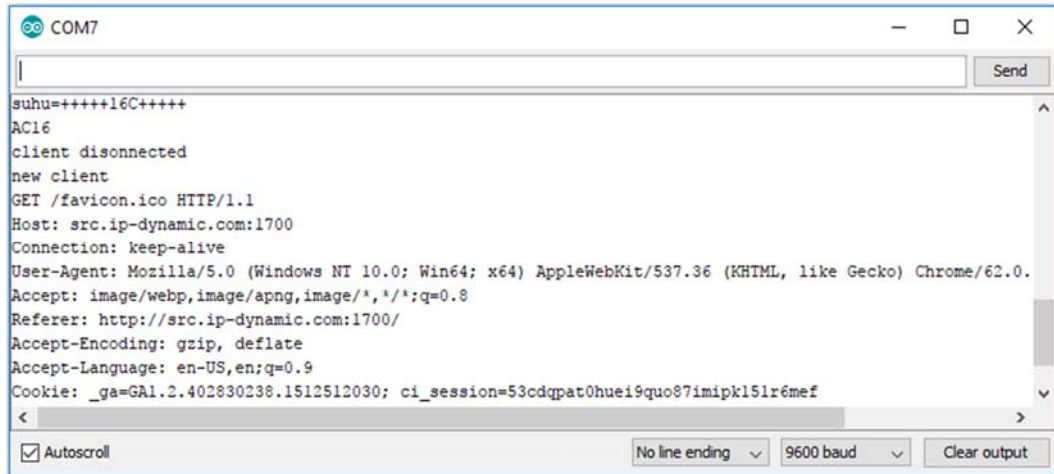 COM7
Send
suhu=+++++16C+++++
AC16
client disonnected
new client
GET /favicon.ico HTTP/1.1
Host: src.ip-dynamic.com:1700
Connection: keep-alive
User-Agent: Mozilla/5.0 (Windows NT 10.0; Win64; x64) AppleWebKit/537.36 (KHTML, like Gecko) Chrome/62.0.
Accept: image/webp,image/apng,image/*,*/*;q=0.8
Referer: http://src.ip-dynamic.com:1700/
Accept-Encoding: gzip, deflate
Accept-Language: en-US,en;q=0.9
Cookie: _ga=GA1.2.402830238.1512512030; ci_session=53cdqpat0huei9quo87imipkl5lr6mef
Autoscroll No line ending 9600 baud Clear output